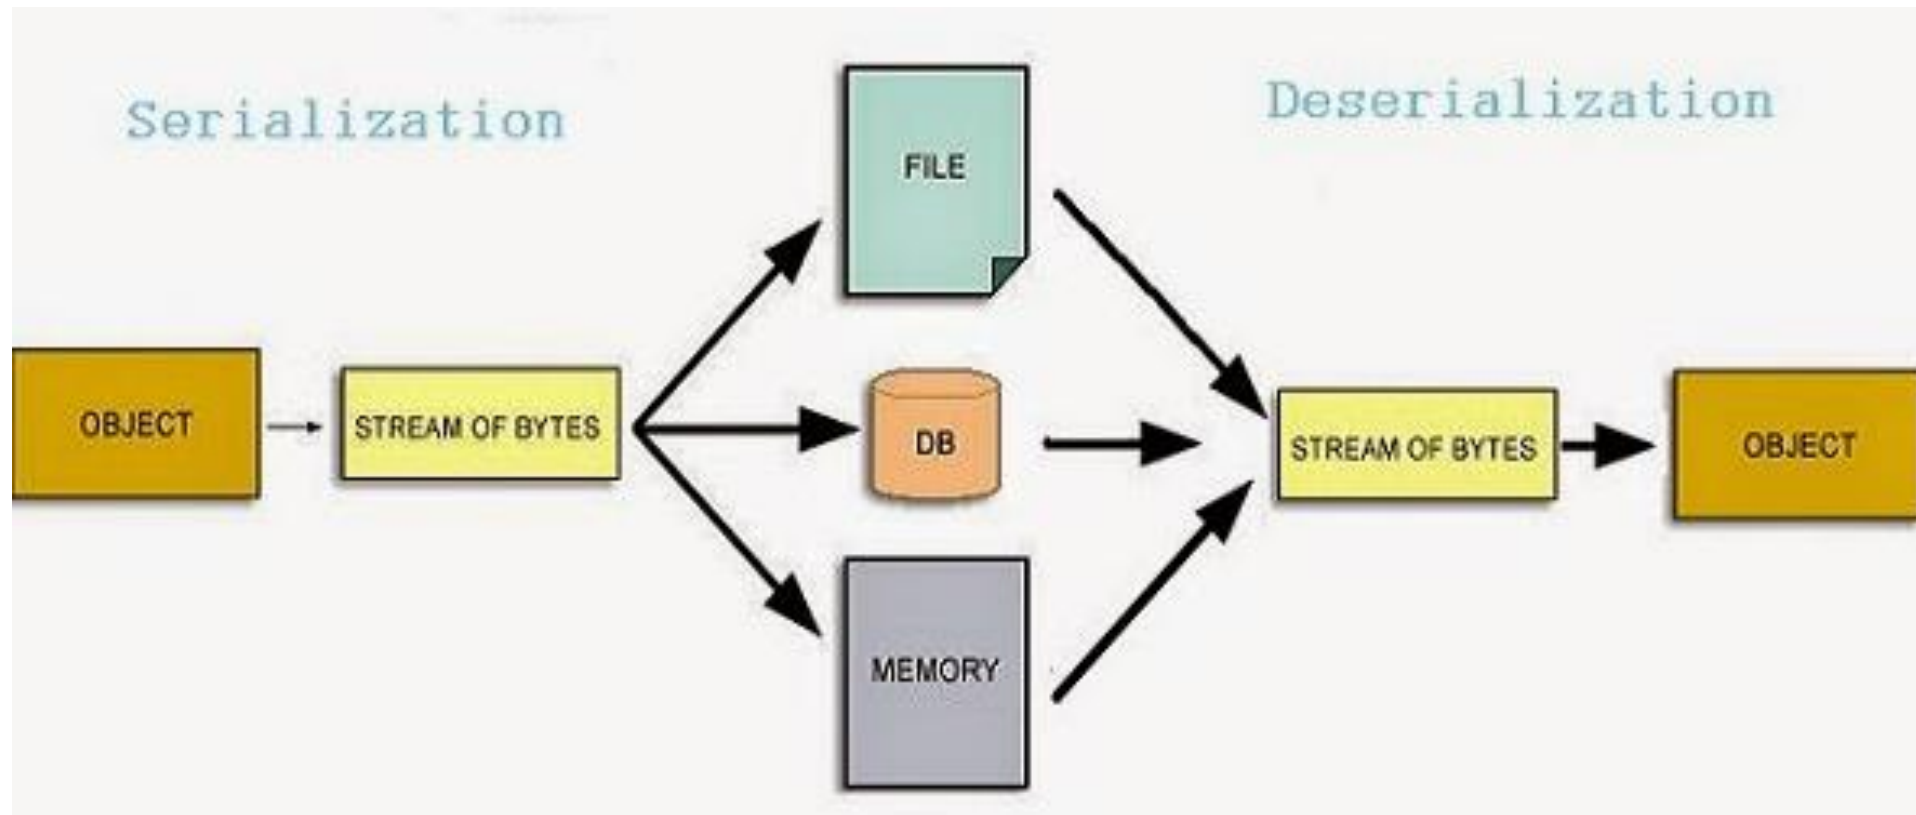 Serialization
Deserialization
FILE
OBJECT
STREAM OF BYTES
DB
STREAM OF BYTES
OBJECT
MEMORY